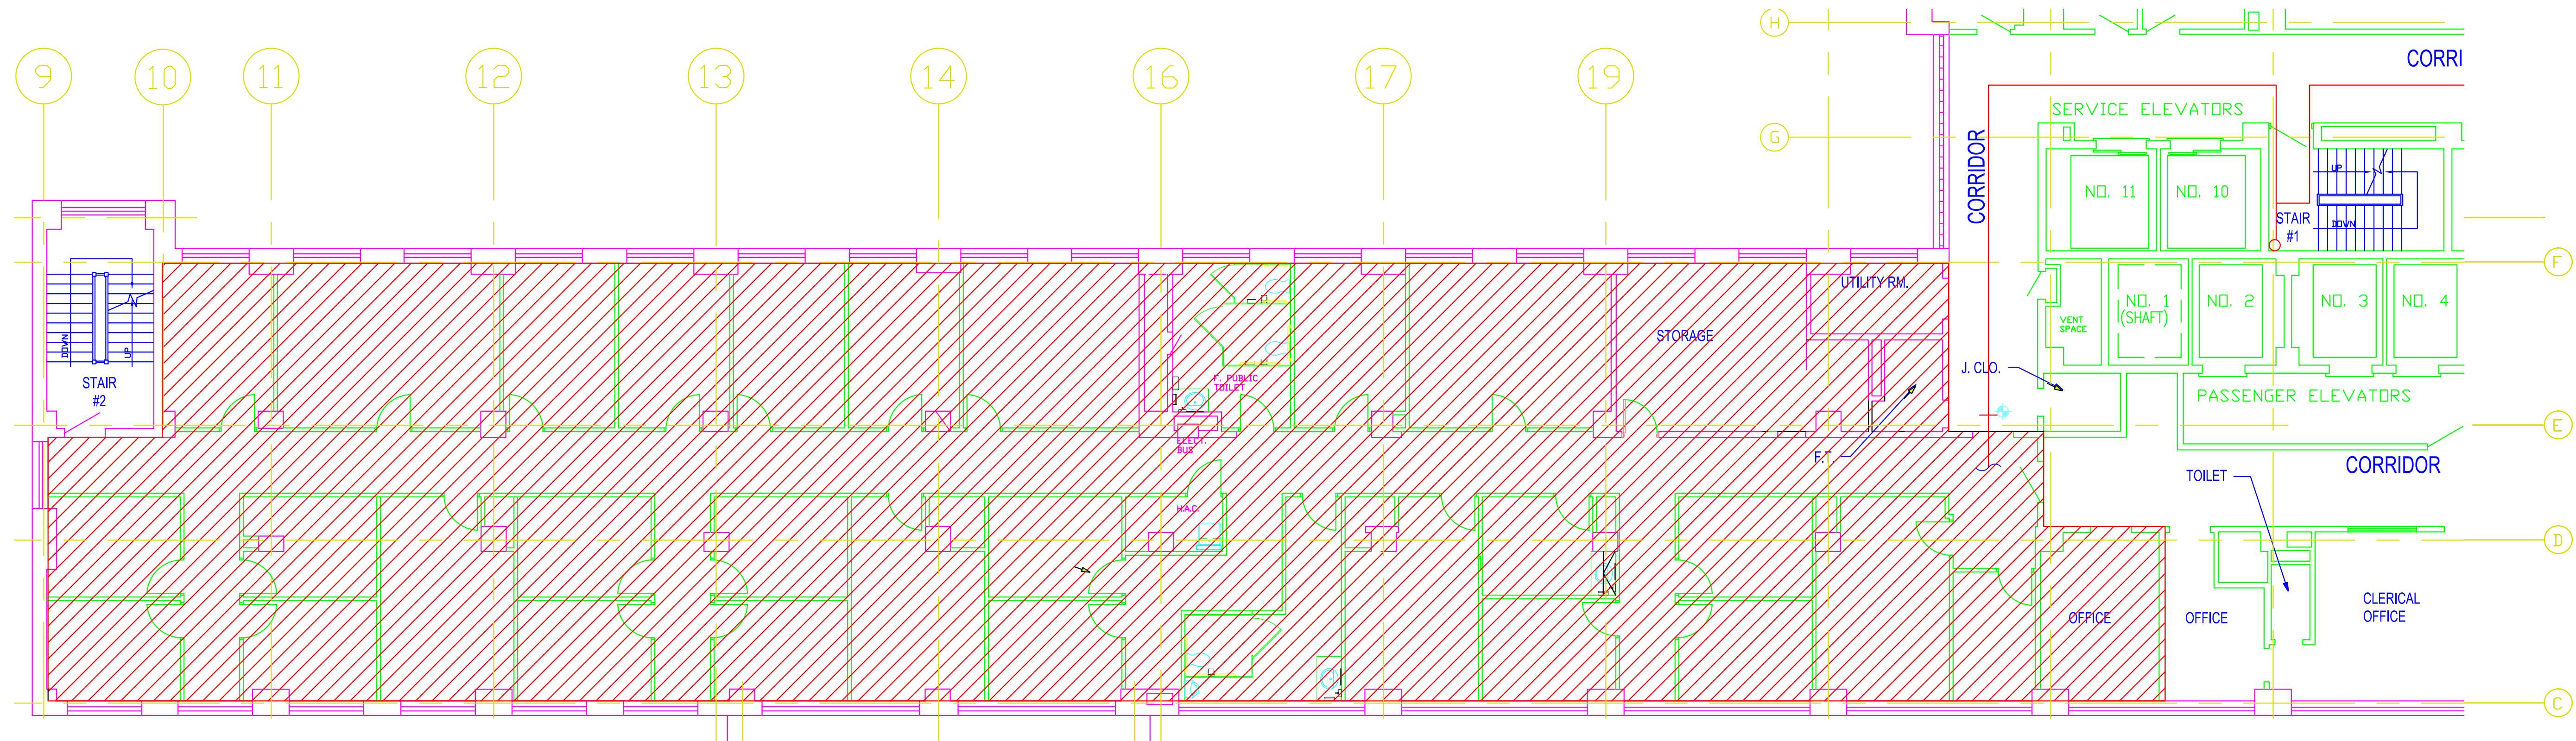 H
9
10
11
12
13
14
16
17
19
CORRI
SERVICE ELEVATORS
G
CORRIDOR
NO. 11
NO. 10
UP
STAIR
#1
DOWN
F
UTILITY RM.
NO. 1
(SHAFT)
NO. 2
NO. 3
NO. 4
VENT
SPACE
STORAGE
DOWN
UP
STAIR
#2
J. CLO.
F. PUBLIC
TOILET
PASSENGER ELEVATORS
E
ELECT.
BUS
F.T.
CORRIDOR
TOILET
H.A.C.
D
CLERICAL
OFFICE
OFFICE
OFFICE
C